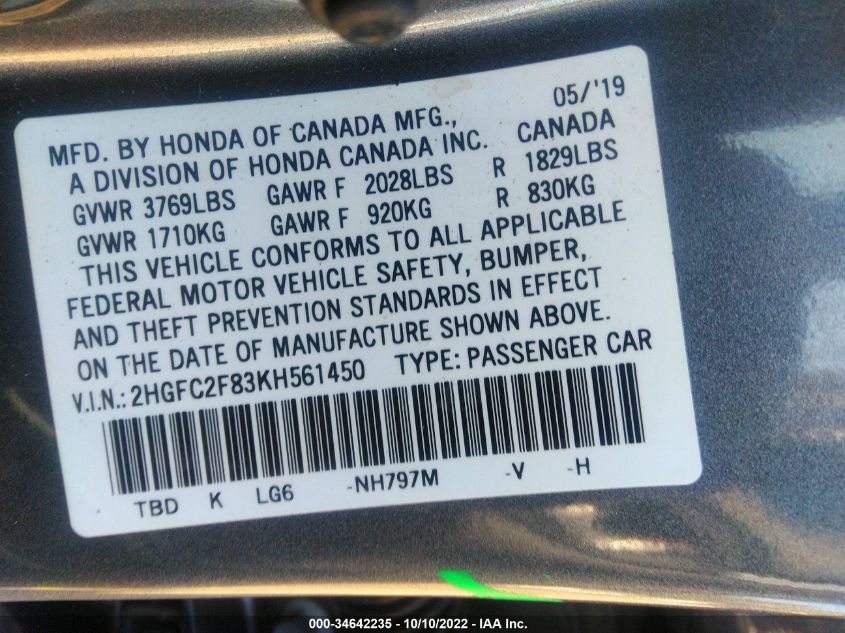 05/'19
MFD. BY HONDA OF CANADA MFG.,
A DIVISION OF HONDA CANADA INC. CANADA
GVWR 3769LBS GAWR F 2028LBS R 1829LBS
GVWR 1710KG GAWR F 920KG R 830KG
THIS VEHICLE CONFORMS TO ALL APPLICABLE
FEDERAL MOTOR VEHICLE SAFETY, BUMPER,
AND THEFT PREVENTION STANDARDS IN EFFECT
ON THE DATE OF MANUFACTURE SHOWN ABOVE.
V.I.N.: 2HGFC2F83KH561450 TYPE: PASSENGER CAR
TBD K LG6 -NH797M -V -H
000-34642235 - 10/10/2022 - IAA Inc.